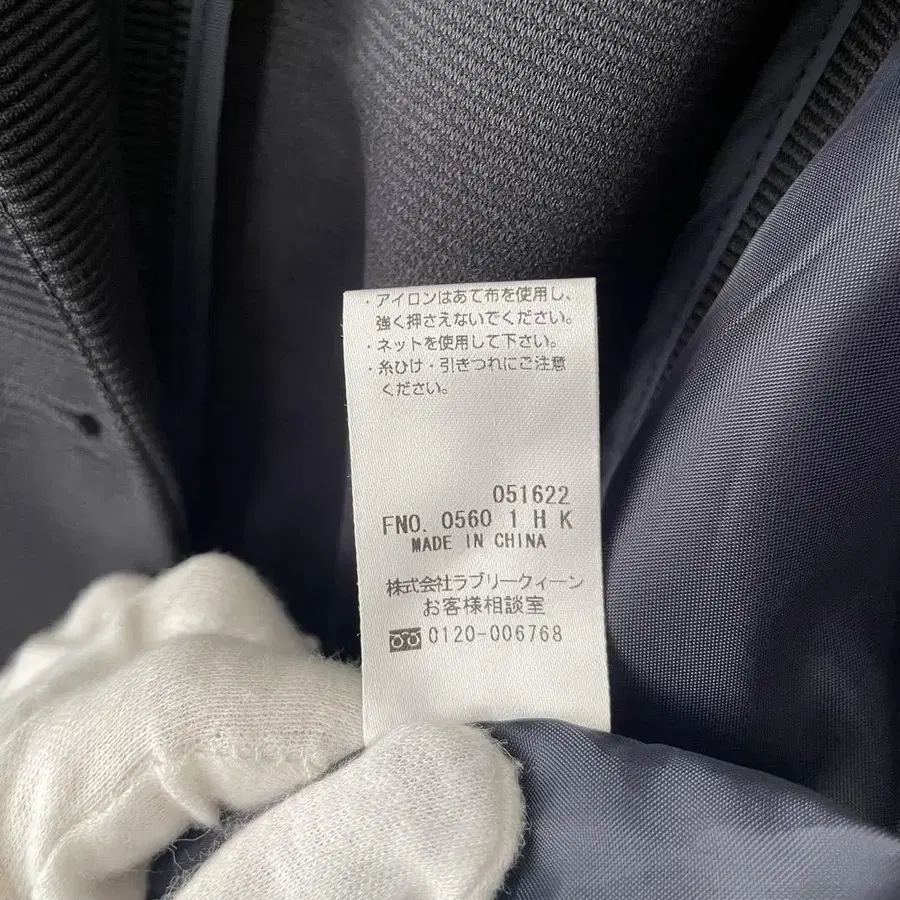 ・アイロンはあて布を使用し、
強く押さえないでください。
・ネットを使用して下さい。
・糸ひけ・引きつれにご注意
ください。
051622
FNO. 0560 1 H K
MADE IN CHINA
株式会社ラブリークィーン
お客様相談室
0120-006768